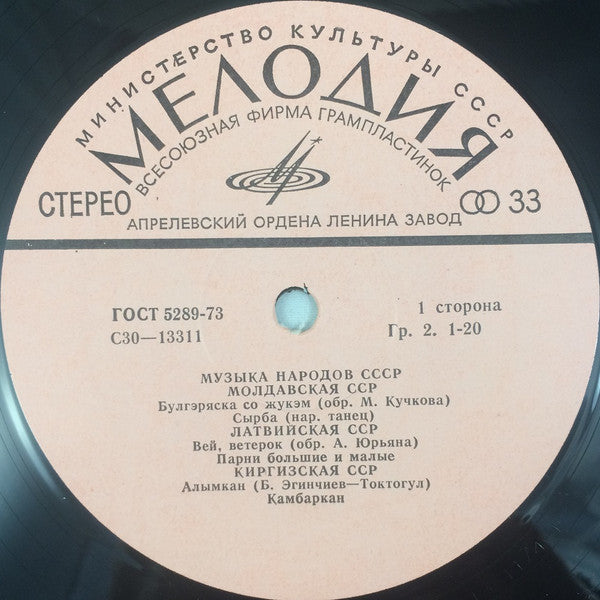 МИНИСТЕРСТВО КУЛЬТУРЫ СССР
МЕЛОДИЯ
ВСЕСОЮЗНАЯ ФИРМА ГРАМПЛАСТИНОК
СТЕРЕО
33
АПРЕЛЕВСКИЙ ОРДЕНА ЛЕНИНА ЗАВОД
ГОСТ 5289-73
С30—13311
1 сторона
Гр. 2. 1-20
МУЗЫКА НАРОДОВ СССР
МОЛДАВСКАЯ ССР
Булгэряска со жукэм (обр. М. Кучкова)
Сырба (нар. танец)
ЛАТВИЙСКАЯ ССР
Вей, ветерок (обр. А. Юрьяна)
Парни большие и малые
КИРГИЗСКАЯ ССР
Алымкан (Б. Эгинчиев—Токтогул)
Камбаркан